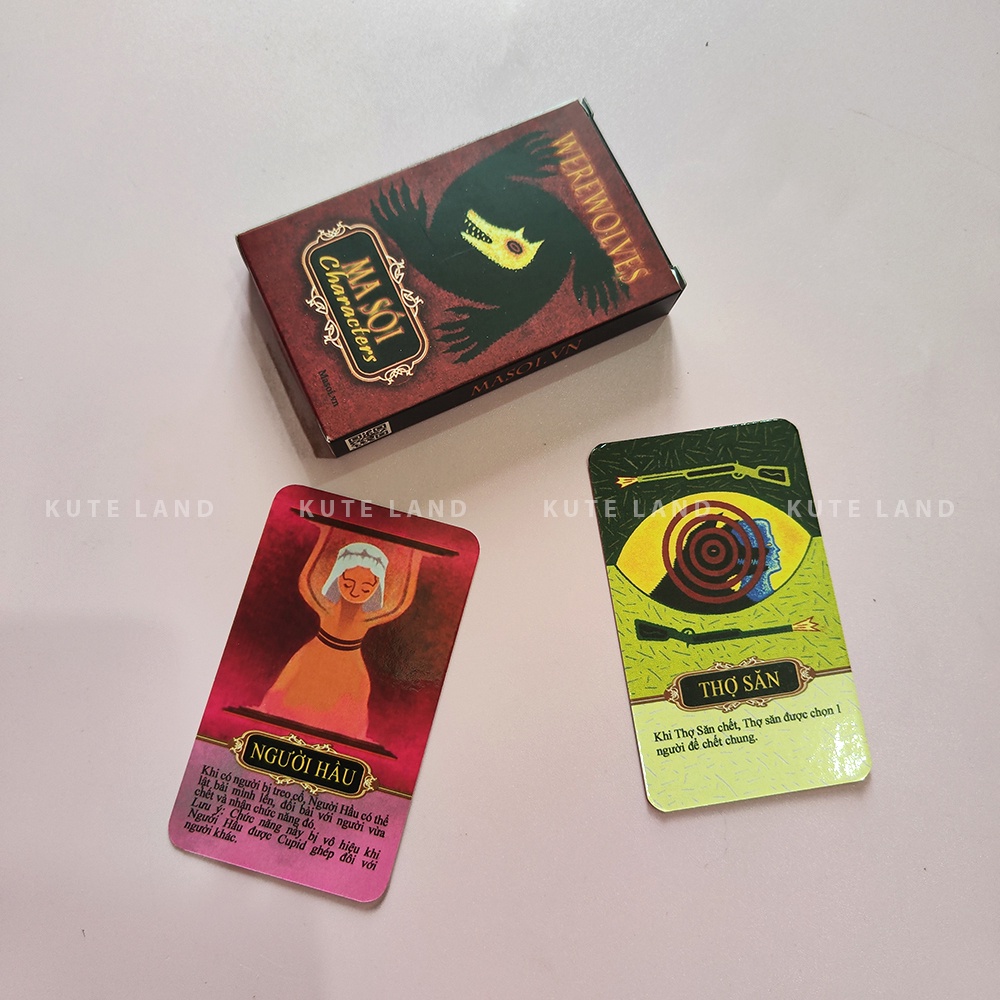 WEREWOLVES
MA SÓI
Characters
Masoi.vn
MASOI.VN
KUTE LAND KUTE LAND KUTE LAND KUTE LAND
NGƯỜI HẦU
Khi có người bị treo cổ, Người Hầu có thể
lật bài mình lên, đổi bài với người vừa
chết và nhận chức năng đó.
Lưu ý: Chức năng này bị vô hiệu khi
Người Hầu được Cupid ghép đôi với
người khác.
THỢ SĂN
Khi Thợ Săn chết, Thợ săn được chọn 1
người để chết chung.